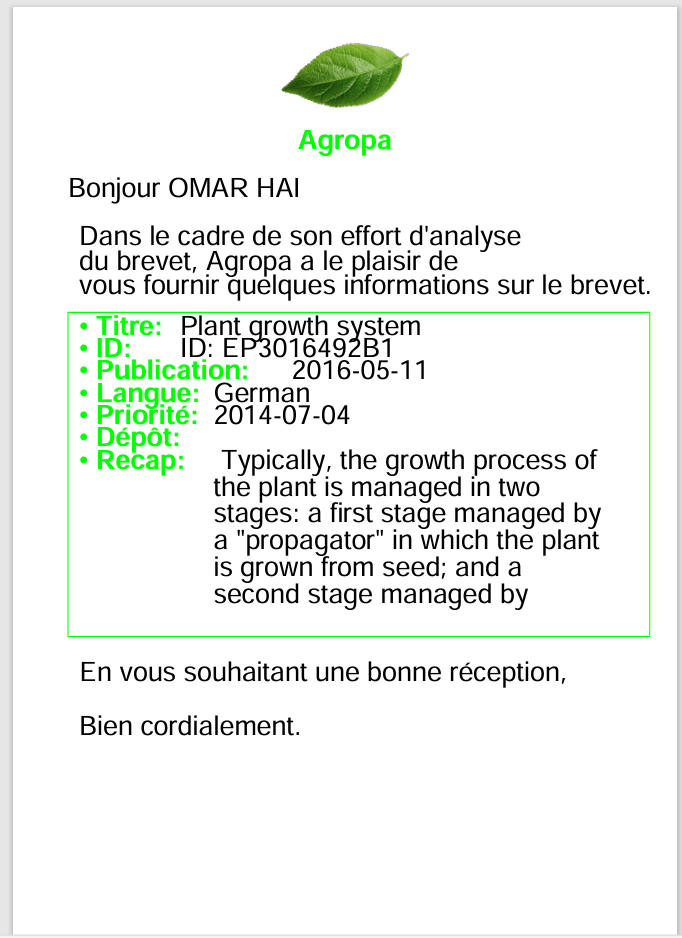 Agropa
Bonjour OMAR HAI
Dans le cadre de son effort d'analyse
du brevet, Agropa a le plaisir de
vous fournir quelques informations sur le brevet.
• Titre: Plant growth system
• ID: ID: EP3016492B1
• Publication: 2016-05-11
• Langue: German
• Priorité: 2014-07-04
• Dépôt:
• Recap: Typically, the growth process of
the plant is managed in two
stages: a first stage managed by
a "propagator" in which the plant
is grown from seed; and a
second stage managed by
En vous souhaitant une bonne réception,
Bien cordialement.